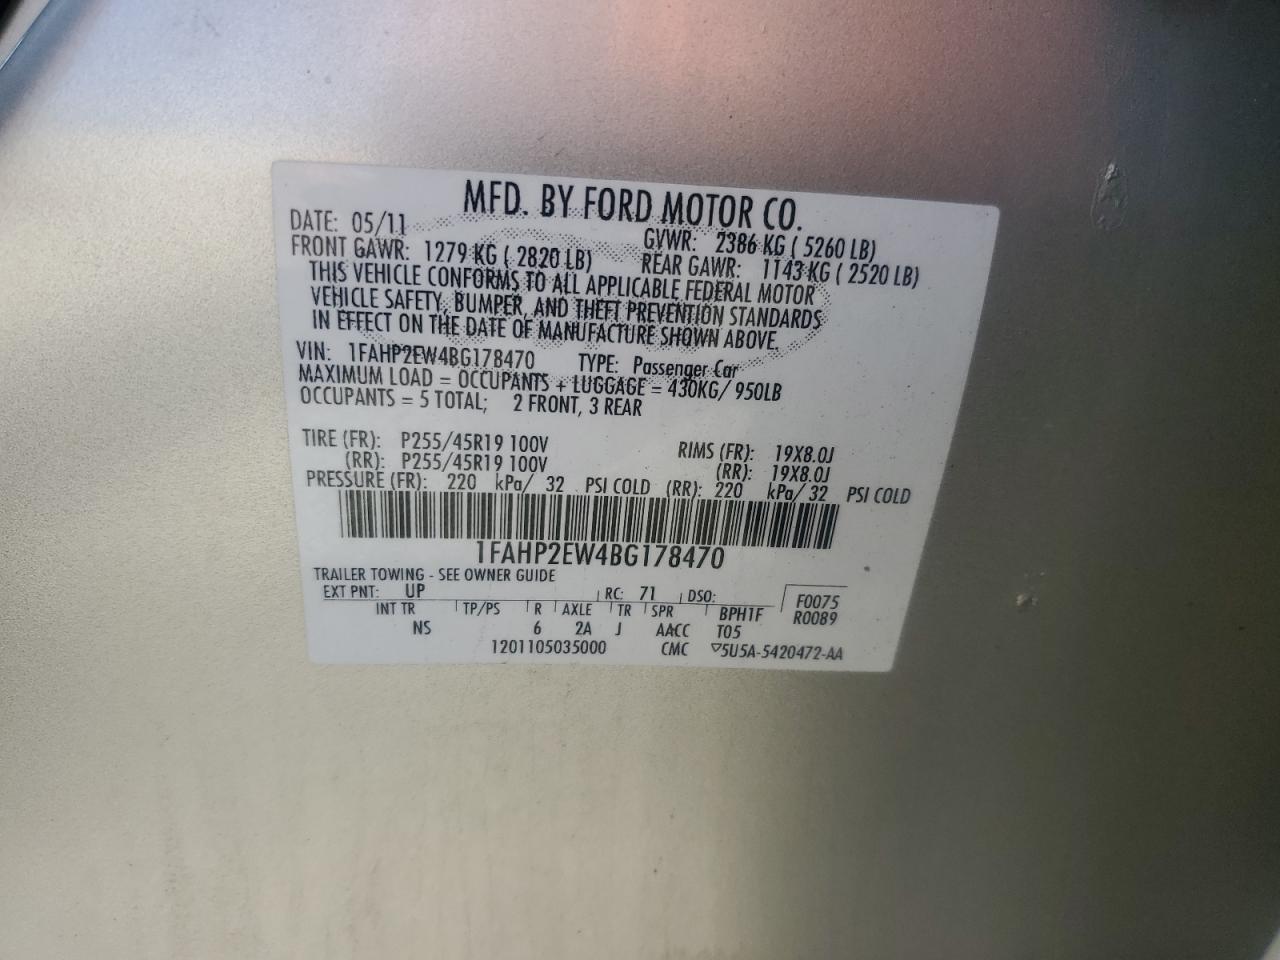 MFD. BY FORD MOTOR CO.
DATE: 05/11 GVWR: 2386 KG ( 5260 LB)
FRONT GAWR: 1279 KG ( 2820 LB) REAR GAWR: 1143 KG ( 2520 LB)
THIS VEHICLE CONFORMS TO ALL APPLICABLE FEDERAL MOTOR
VEHICLE SAFETY, BUMPER, AND THEFT PREVENTION STANDARDS
IN EFFECT ON THE DATE OF MANUFACTURE SHOWN ABOVE.
VIN: 1FAHP2EW4BG178470 TYPE: Passenger Car
MAXIMUM LOAD = OCCUPANTS + LUGGAGE = 430KG/ 950LB
OCCUPANTS = 5 TOTAL; 2 FRONT, 3 REAR
TIRE (FR): P255/45R19 100V RIMS (FR): 19X8.0J
(RR): P255/45R19 100V (RR): 19X8.0J
PRESSURE (FR): 220 kPa/ 32 PSI COLD (RR): 220 kPa/ 32 PSI COLD
1FAHP2EW4BG178470
TRAILER TOWING - SEE OWNER GUIDE
EXT PNT: UP RC: 71 DSO: F0075
INT TR TP/PS R AXLE TR SPR BPH1F R0089
NS 6 2A J AACC T05
1201105035000 CMC ▽5U5A-5420472-AA